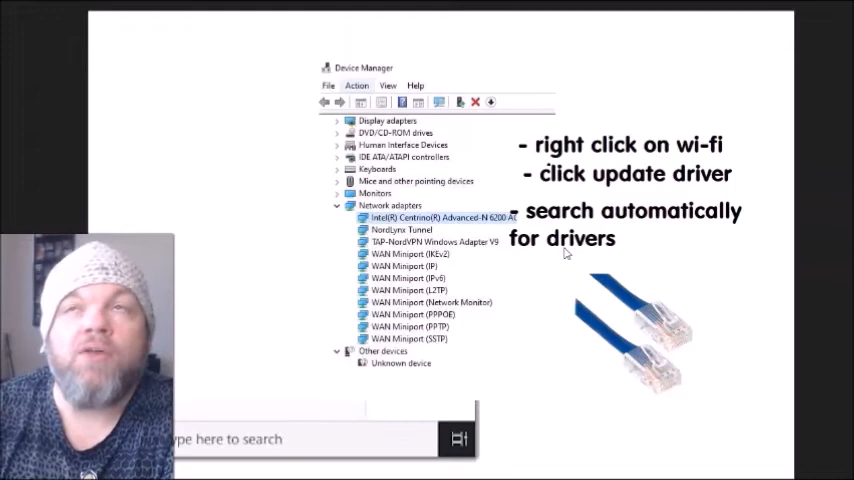 Device Manager
File Action View Help
Display adapters
DVD/CD-ROM drives
Human Interface Devices
IDE ATA/ATAPI controllers
Keyboards
Mice and other pointing devices
Monitors
Network adapters
Intel(R) Centrino(R) Advanced-N 6200 AG
NordLynx Tunnel
TAP-NordVPN Windows Adapter V9
WAN Miniport (IKEv2)
WAN Miniport (IP)
WAN Miniport (IPv6)
WAN Miniport (L2TP)
WAN Miniport (Network Monitor)
WAN Miniport (PPPOE)
WAN Miniport (PPTP)
WAN Miniport (SSTP)
Other devices
Unknown device
- right click on wi-fi
- click update driver
- search automatically
for drivers
ype here to search